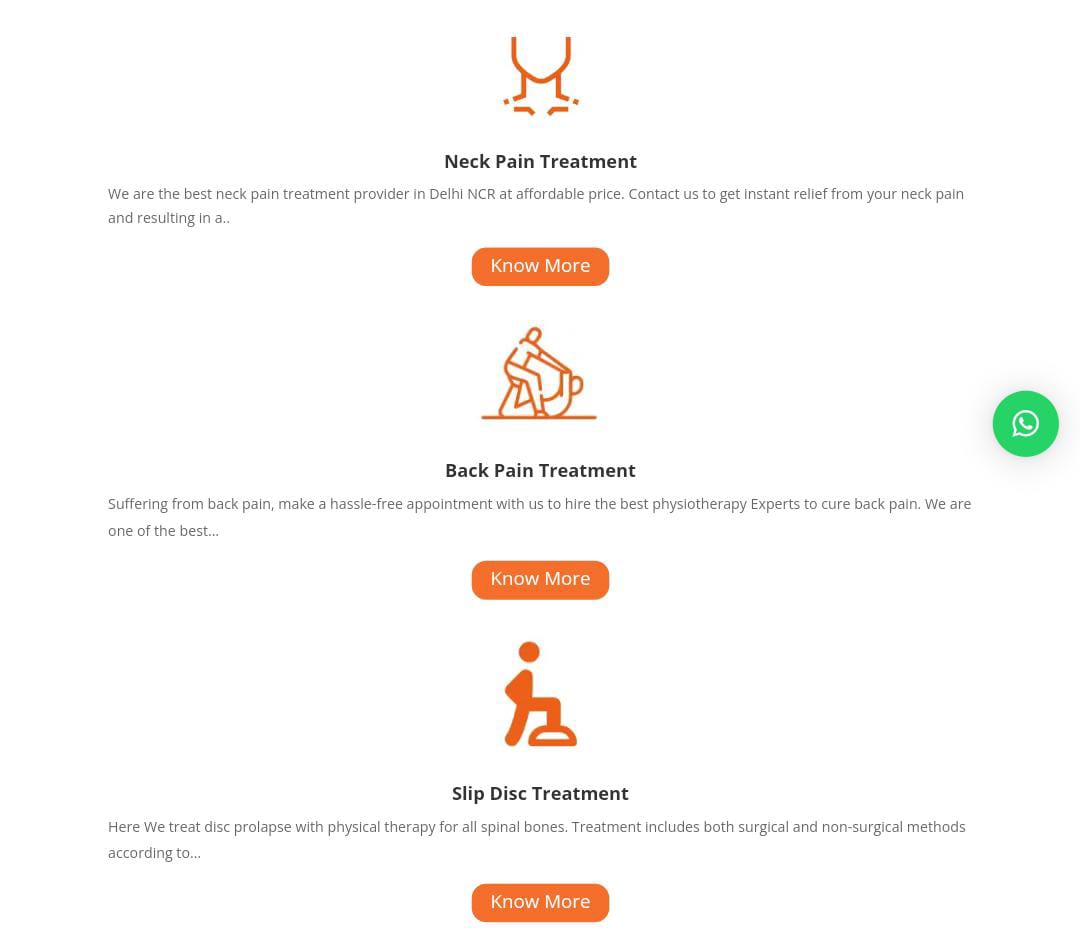 Neck Pain Treatment
We are the best neck pain treatment provider in Delhi NCR at affordable price. Contact us to get instant relief from your neck pain
and resulting in a..
Know More
Back Pain Treatment
Suffering from back pain, make a hassle-free appointment with us to hire the best physiotherapy Experts to cure back pain. We are
one of the best...
Know More
Slip Disc Treatment
Here We treat disc prolapse with physical therapy for all spinal bones. Treatment includes both surgical and non-surgical methods
according to...
Know More